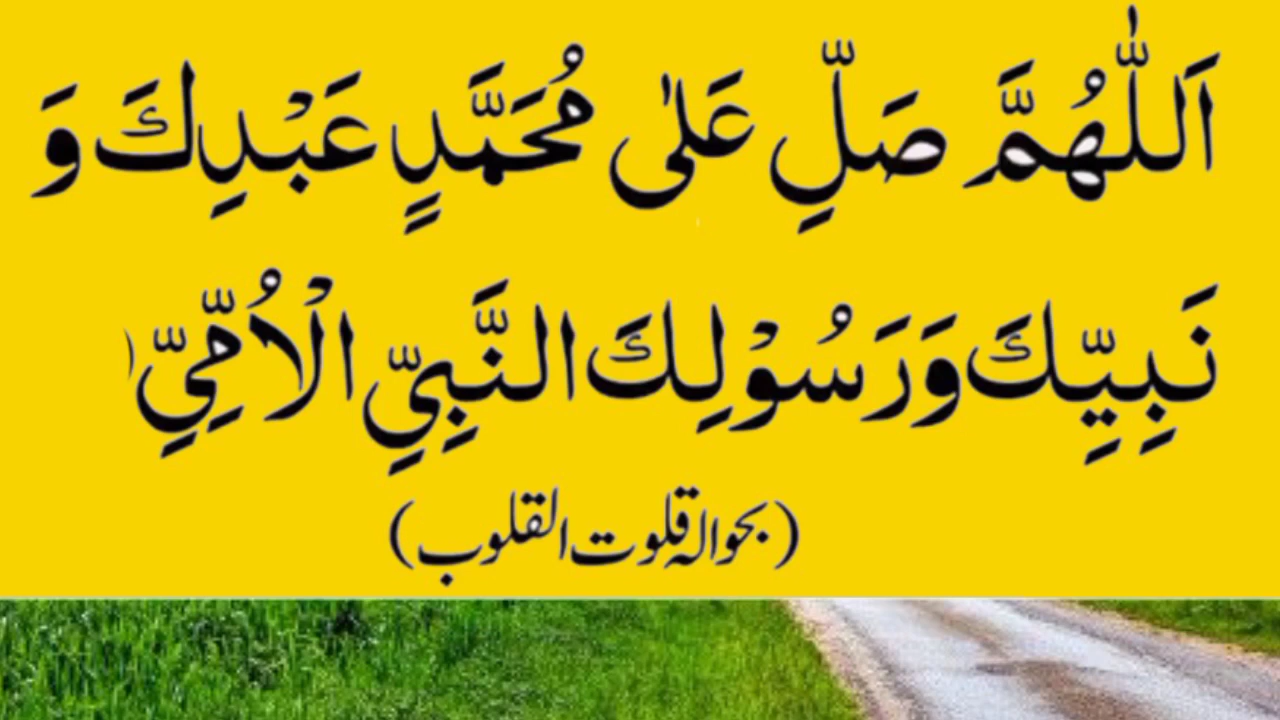 اَللّٰهُمَّ صَلِّ عَلٰى مُحَمَّدٍ عَبْدِكَ وَ
نَبِيِّكَ وَرَسُوْلِكَ النَّبِيِّ الْاُمِّيِّ
(بحوالہ قلوت القلوب)